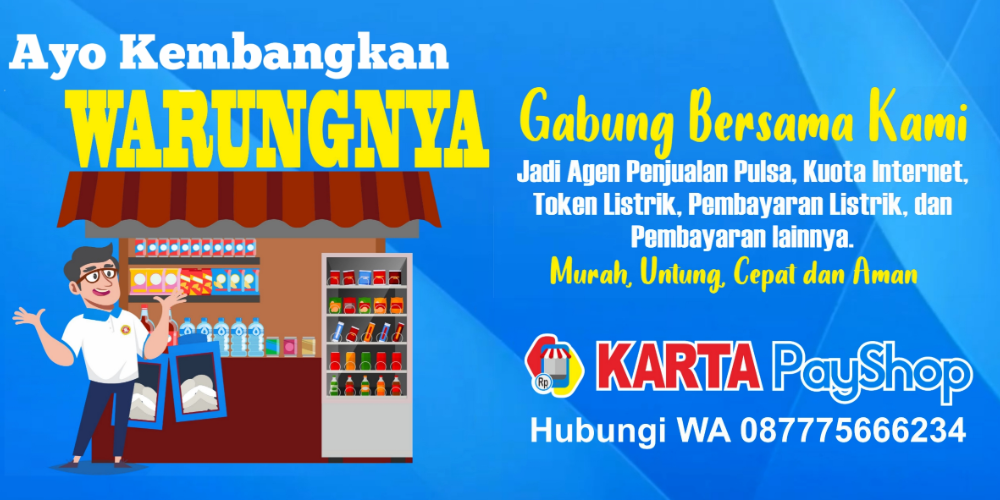 Ayo Kembangkan
WARUNGNYA
Gabung Bersama Kami
Jadi Agen Penjualan Pulsa, Kuota Internet,
Token Listrik, Pembayaran Listrik, dan
Pembayaran lainnya.
Murah, Untung, Cepat dan Aman
Rp
KARTA PayShop
Hubungi WA 087775666234